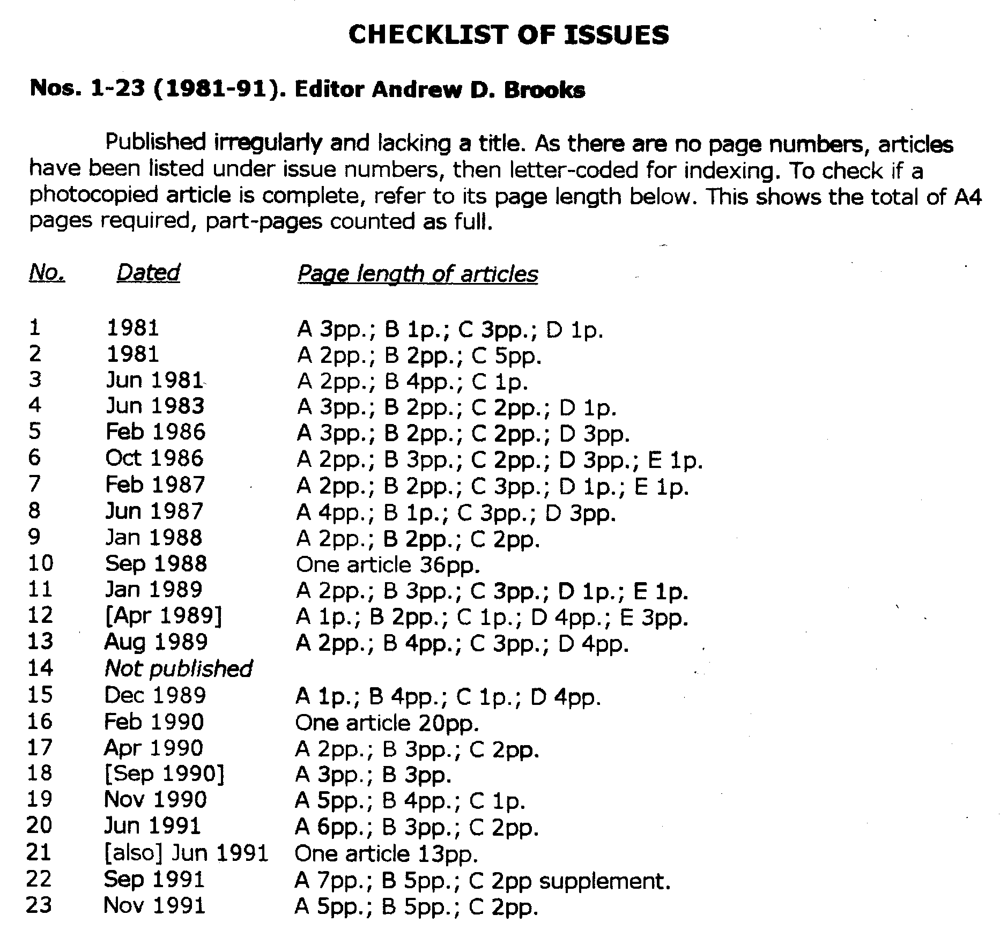 CHECKLIST OF ISSUES
Nos. 1-23 (1981-91). Editor Andrew D. Brooks
Published irregularly and lacking a title. As there are no page numbers, articles
have been listed under issue numbers, then letter-coded for indexing. To check if a
photocopied article is complete, refer to its page length below. This shows the total of A4
pages required, part-pages counted as full.
No. Dated Page length of articles
1 1981 A 3pp.; B 1p.; C 3pp.; D 1p.
2 1981 A 2pp.; B 2pp.; C 5pp.
3 Jun 1981 A 2pp.; B 4pp.; C 1p.
4 Jun 1983 A 3pp.; B 2pp.; C 2pp.; D 1p.
5 Feb 1986 A 3pp.; B 2pp.; C 2pp.; D 3pp.
6 Oct 1986 A 2pp.; B 3pp.; C 2pp.; D 3pp.; E 1p.
7 Feb 1987 A 2pp.; B 2pp.; C 3pp.; D 1p.; E 1p.
8 Jun 1987 A 4pp.; B 1p.; C 3pp.; D 3pp.
9 Jan 1988 A 2pp.; B 2pp.; C 2pp.
10 Sep 1988 One article 36pp.
11 Jan 1989 A 2pp.; B 3pp.; C 3pp.; D 1p.; E 1p.
12 [Apr 1989] A 1p.; B 2pp.; C 1p.; D 4pp.; E 3pp.
13 Aug 1989 A 2pp.; B 4pp.; C 3pp.; D 4pp.
14 Not published
15 Dec 1989 A 1p.; B 4pp.; C 1p.; D 4pp.
16 Feb 1990 One article 20pp.
17 Apr 1990 A 2pp.; B 3pp.; C 2pp.
18 [Sep 1990] A 3pp.; B 3pp.
19 Nov 1990 A 5pp.; B 4pp.; C 1p.
20 Jun 1991 A 6pp.; B 3pp.; C 2pp.
21 [also] Jun 1991 One article 13pp.
22 Sep 1991 A 7pp.; B 5pp.; C 2pp supplement.
23 Nov 1991 A 5pp.; B 5pp.; C 2pp.